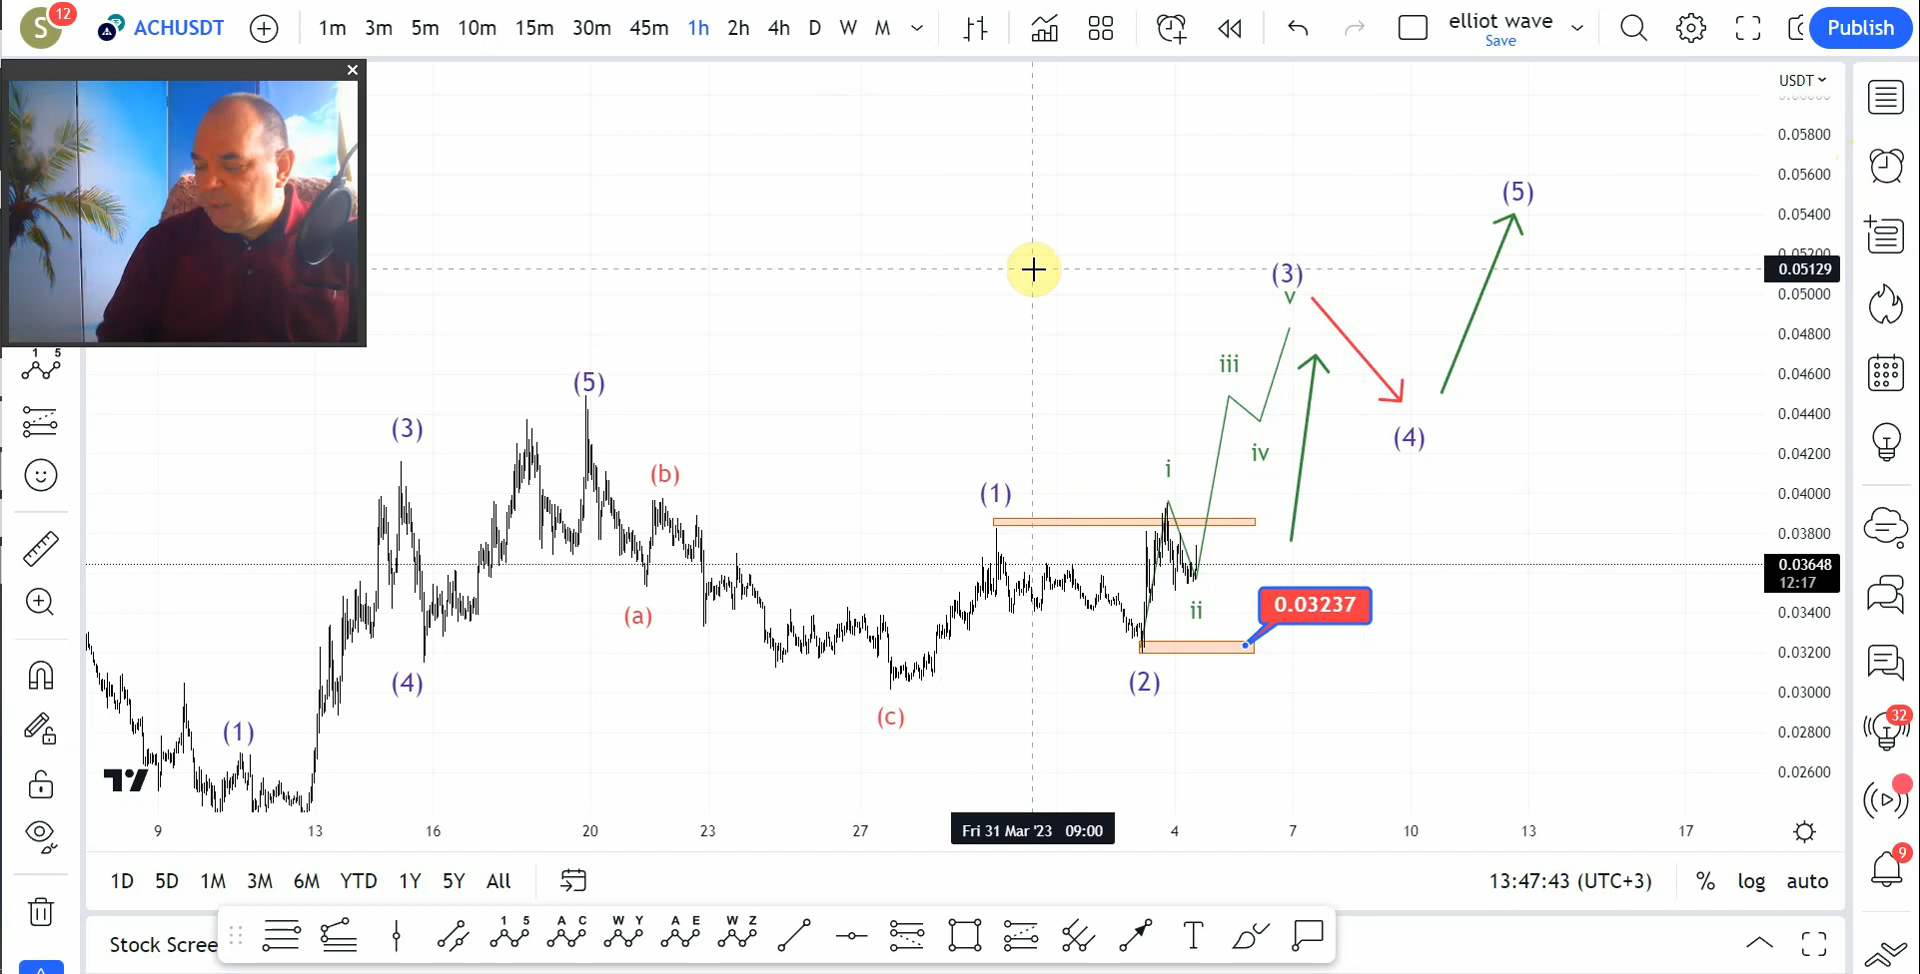 S 12 ACHUSDT 1m 3m 5m 10m 15m 30m 45m 1h 2h 4h D W M elliot wave Publish
Save
USDT
0.05800
0.05600
(5)
0.05400
0.05129
(3)
0.05000
v
0.04800
1 5
iii
0.04600
(5)
0.04400
(3)
(4)
iv
0.04200
(b)
i
(1)
0.04000
0.03800
0.03648
12:17
0.03237
ii
(a)
0.03400
0.03200
(4)
(2)
0.03000
(c)
32
(1)
0.02800
0.02600
9 13 16 20 23 27 Fri 31 Mar '23 09:00 4 7 10 13 17
9
1D 5D 1M 3M 6M YTD 1Y 5Y All 13:47:43 (UTC+3) % log auto
1 5 A C W Y A E W Z
Stock Scree T